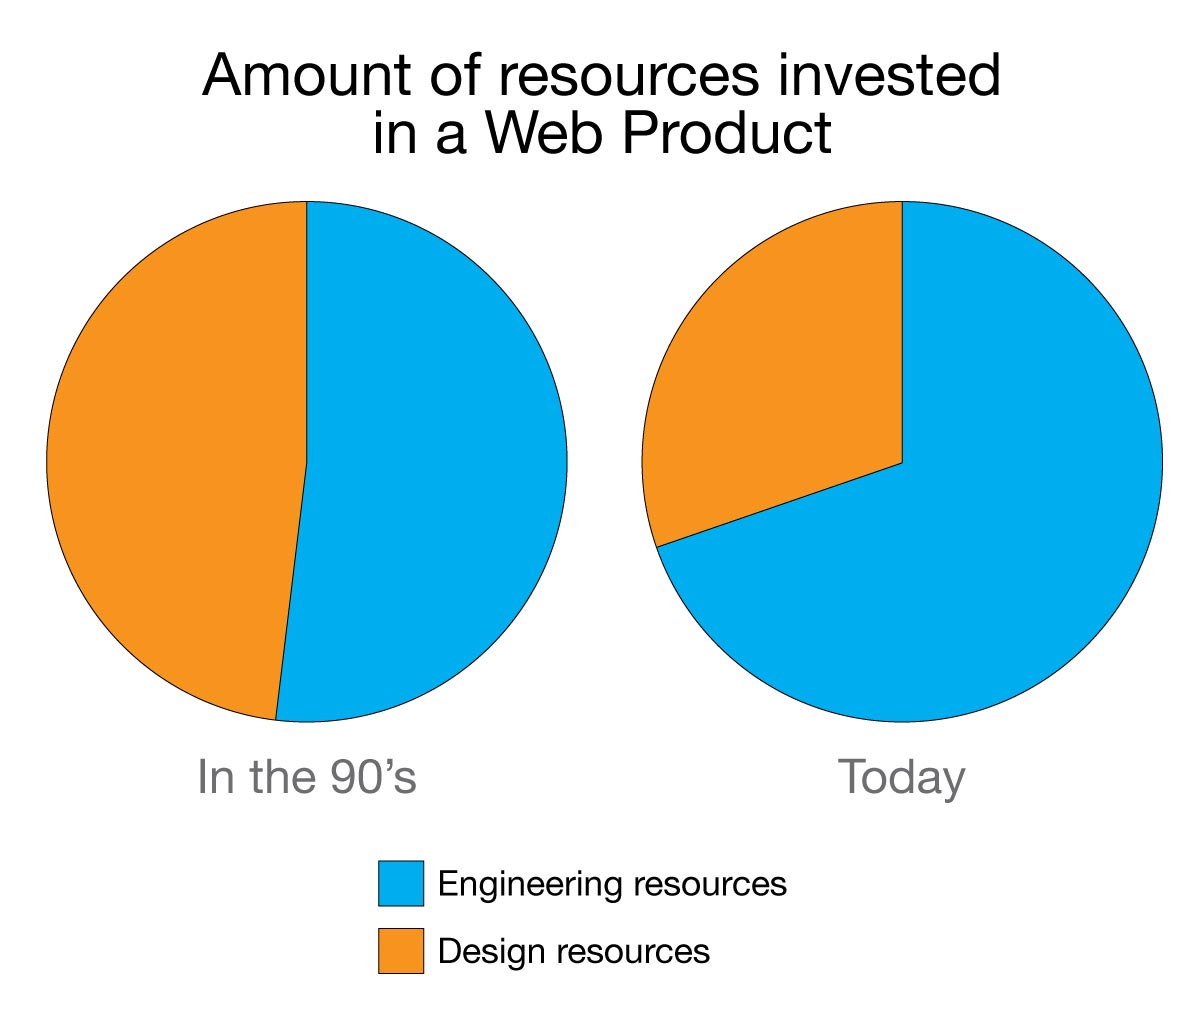 Amount of resources invested
in a Web Product
In the 90’s
Today
Engineering resources
Design resources